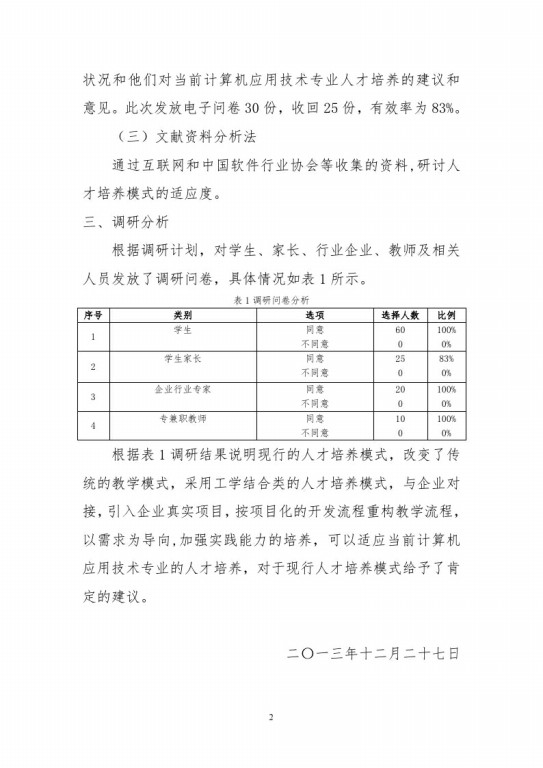 状况和他们对当前计算机应用技术专业人才培养的建议和
意见。此次发放电子问卷 30 份，收回 25 份，有效率为 83%。
（三）文献资料分析法
通过互联网和中国软件行业协会等收集的资料,研讨人
才培养模式的适应度。
三、调研分析
根据调研计划，对学生、家长、行业企业、教师及相关
人员发放了调研问卷，具体情况如表 1 所示。
表 1 调研问卷分析
序号 类别 选项 选择人数 比例
1 学生 同意 60 100%
不同意 0 0%
2 学生家长 同意 25 83%
不同意 0 0%
3 企业行业专家 同意 20 100%
不同意 0 0%
4 专兼职教师 同意 10 100%
不同意 0 0%
根据表 1 调研结果说明现行的人才培养模式，改变了传
统的教学模式，采用工学结合类的人才培养模式，与企业对
接，引入企业真实项目，按项目化的开发流程重构教学流程，
以需求为导向,加强实践能力的培养，可以适应当前计算机
应用技术专业的人才培养，对于现行人才培养模式给予了肯
定的建议。
二〇一三年十二月二十七日
2